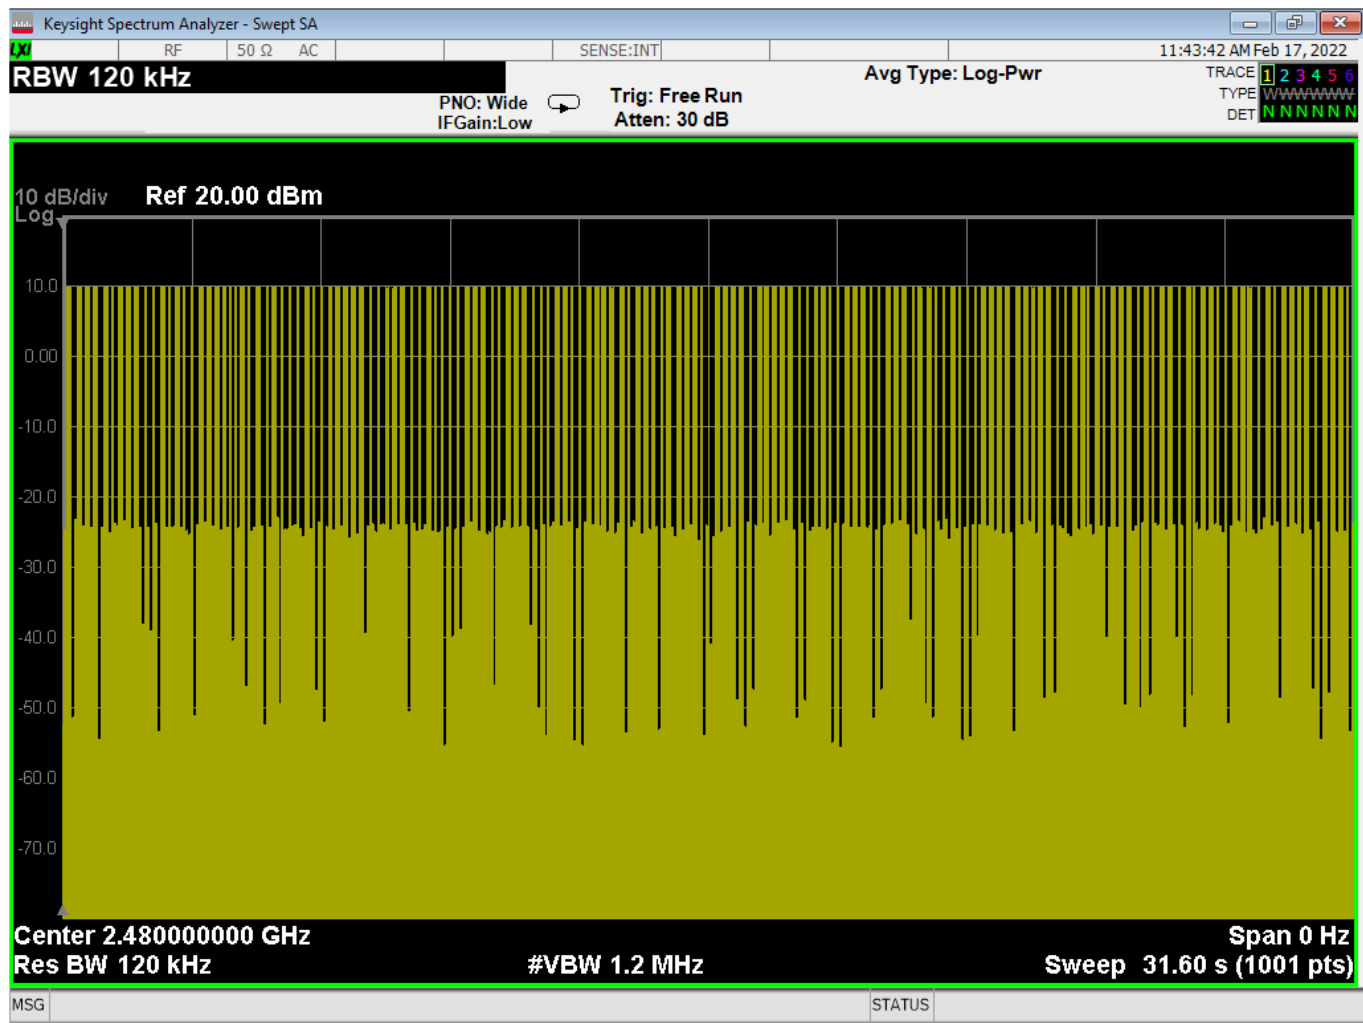 Keysight Spectrum Analyzer - Swept SA
LXI RF 50 Ω AC SENSE:INT 11:43:42 AM Feb 17, 2022
RBW 120 kHz
PNO: Wide
IFGain:Low
Trig: Free Run
Atten: 30 dB
Avg Type: Log-Pwr
TRACE 1 2 3 4 5 6
TYPE WWWWWW
DET N N N N N N
10 dB/div Ref 20.00 dBm
Log
10.0
0.00
-10.0
-20.0
-30.0
-40.0
-50.0
-60.0
-70.0
Center 2.480000000 GHz Span 0 Hz
Res BW 120 kHz #VBW 1.2 MHz Sweep 31.60 s (1001 pts)
MSG STATUS